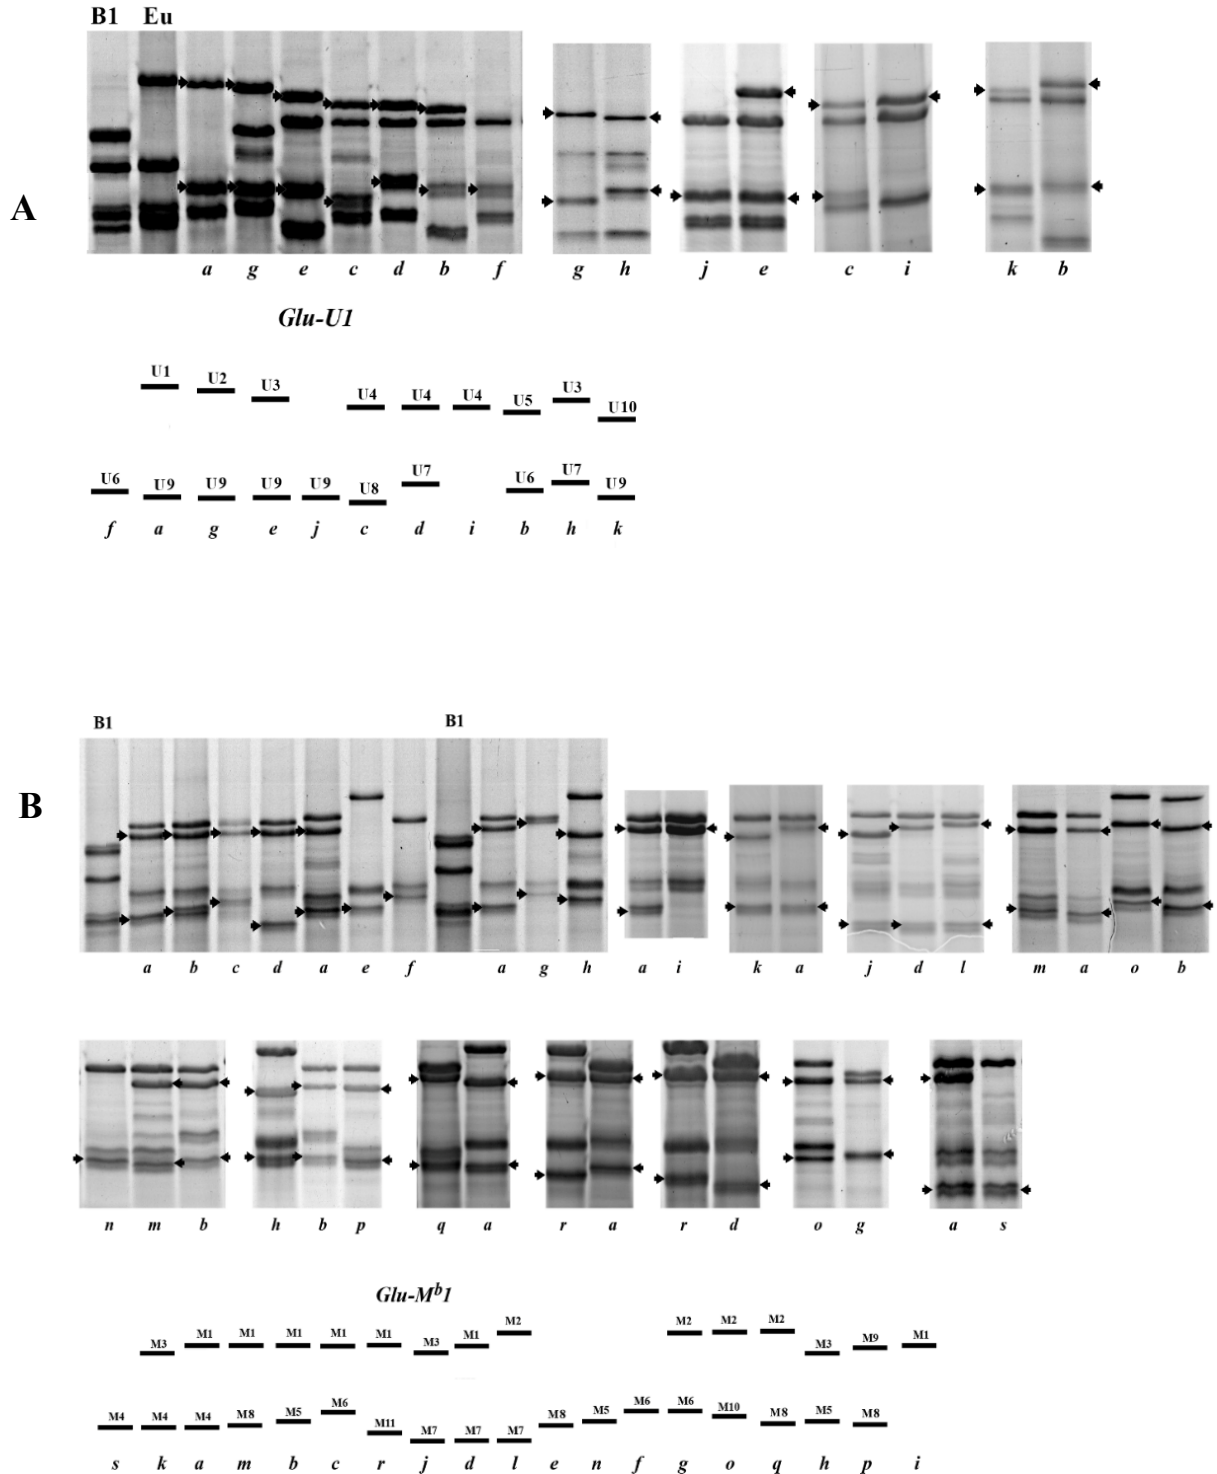 B1 Eu
A
a g e c d b f g h j e c i k b
Glu-U1
U1 U2 U3 U4 U4 U4 U5 U3 U10
U6 U9 U9 U9 U9 U8 U7 U6 U7 U9
f a g e j c d i b h k
B1 B1
B
a b c d a e f a g h a i k a j d l m a o b
n m b h b p q a r a r d o g a s
Glu-Mᵇ1
M3 M1 M1 M1 M1 M1 M3 M1 M2 M2 M2 M2 M3 M9 M1
M4 M4 M4 M8 M5 M6 M11 M7 M7 M7 M8 M5 M6 M6 M10 M8 M5 M8
s k a m b c r j d l e n f g o q h p i